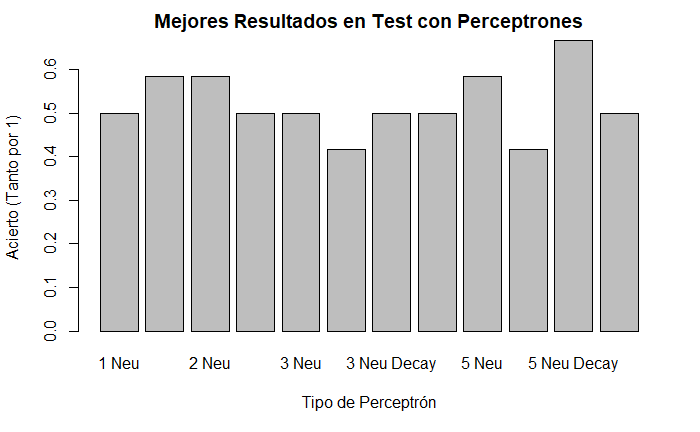 Mejores Resultados en Test con Perceptrones
Acierto (Tanto por 1)
0.6
0.5
0.4
0.3
0.2
0.1
0.0
1 Neu 2 Neu 3 Neu 3 Neu Decay 5 Neu 5 Neu Decay
Tipo de Perceptrón